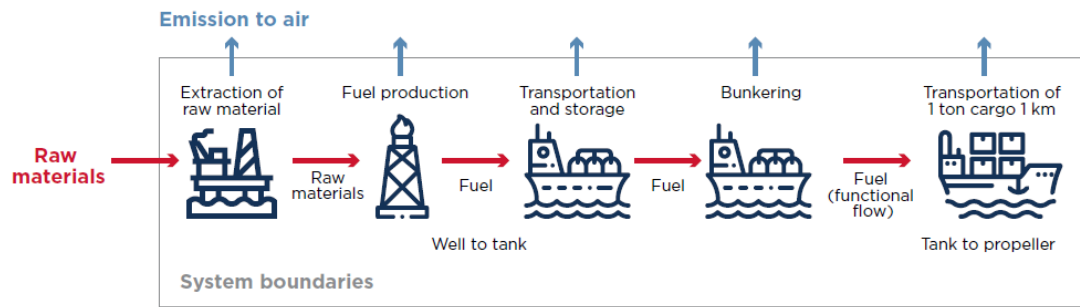 Emission to air
Extraction of
raw material
Fuel production
Transportation
and storage
Bunkering
Transportation of
1 ton cargo 1 km
Raw
materials
Raw
materials
Fuel
Fuel
Fuel
(functional
flow)
Well to tank
Tank to propeller
System boundaries